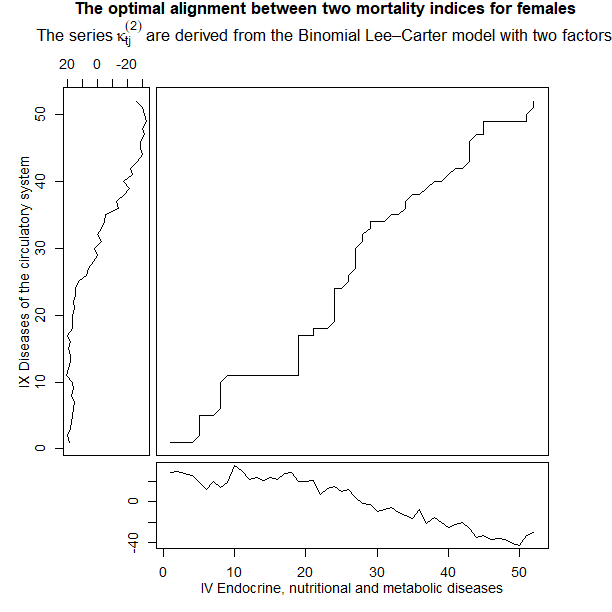 The optimal alignment between two mortality indices for females
The series κ_tj^(2) are derived from the Binomial Lee–Carter model with two factors
20 0 -20
IX Diseases of the circulatory system
0 10 20 30 40 50
0 -40
0 10 20 30 40 50
IV Endocrine, nutritional and metabolic diseases